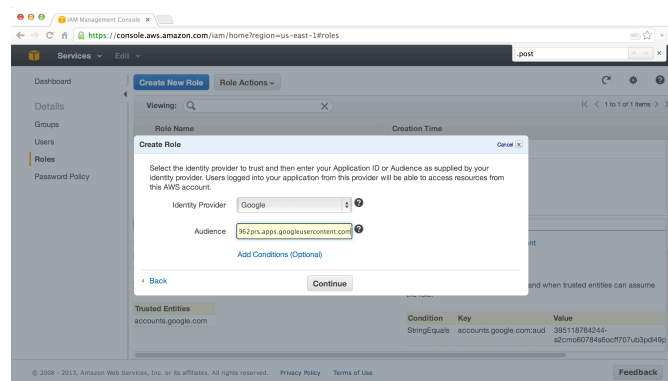 IAM Management Console
https://console.aws.amazon.com/iam/home?region=us-east-1#roles
.post
Services
Edit
Dashboard
Create New Role
Role Actions
Details
Viewing:
1 to 1 of 1 Items
Groups
Role Name
Creation Time
Users
Roles
Password Policy
Create Role
Cancel
Select the identity provider to trust and then enter your Application ID or Audience as supplied by your
identity provider. Users logged into your application from this provider will be able to access resources from
this AWS account.
Identity Provider
Google
Audience
962prs.apps.googleusercontent.com
Add Conditions (Optional)
Back
Continue
and when trusted entities can assume
the role.
Trusted Entities
accounts.google.com
Condition
Key
Value
StringEquals
accounts.google.com:aud
395118764244-
s2cmo60784s6ocff707ub3pdi49p
© 2008 - 2013, Amazon Web Services, Inc. or its affiliates. All rights reserved.
Privacy Policy
Terms of Use
Feedback